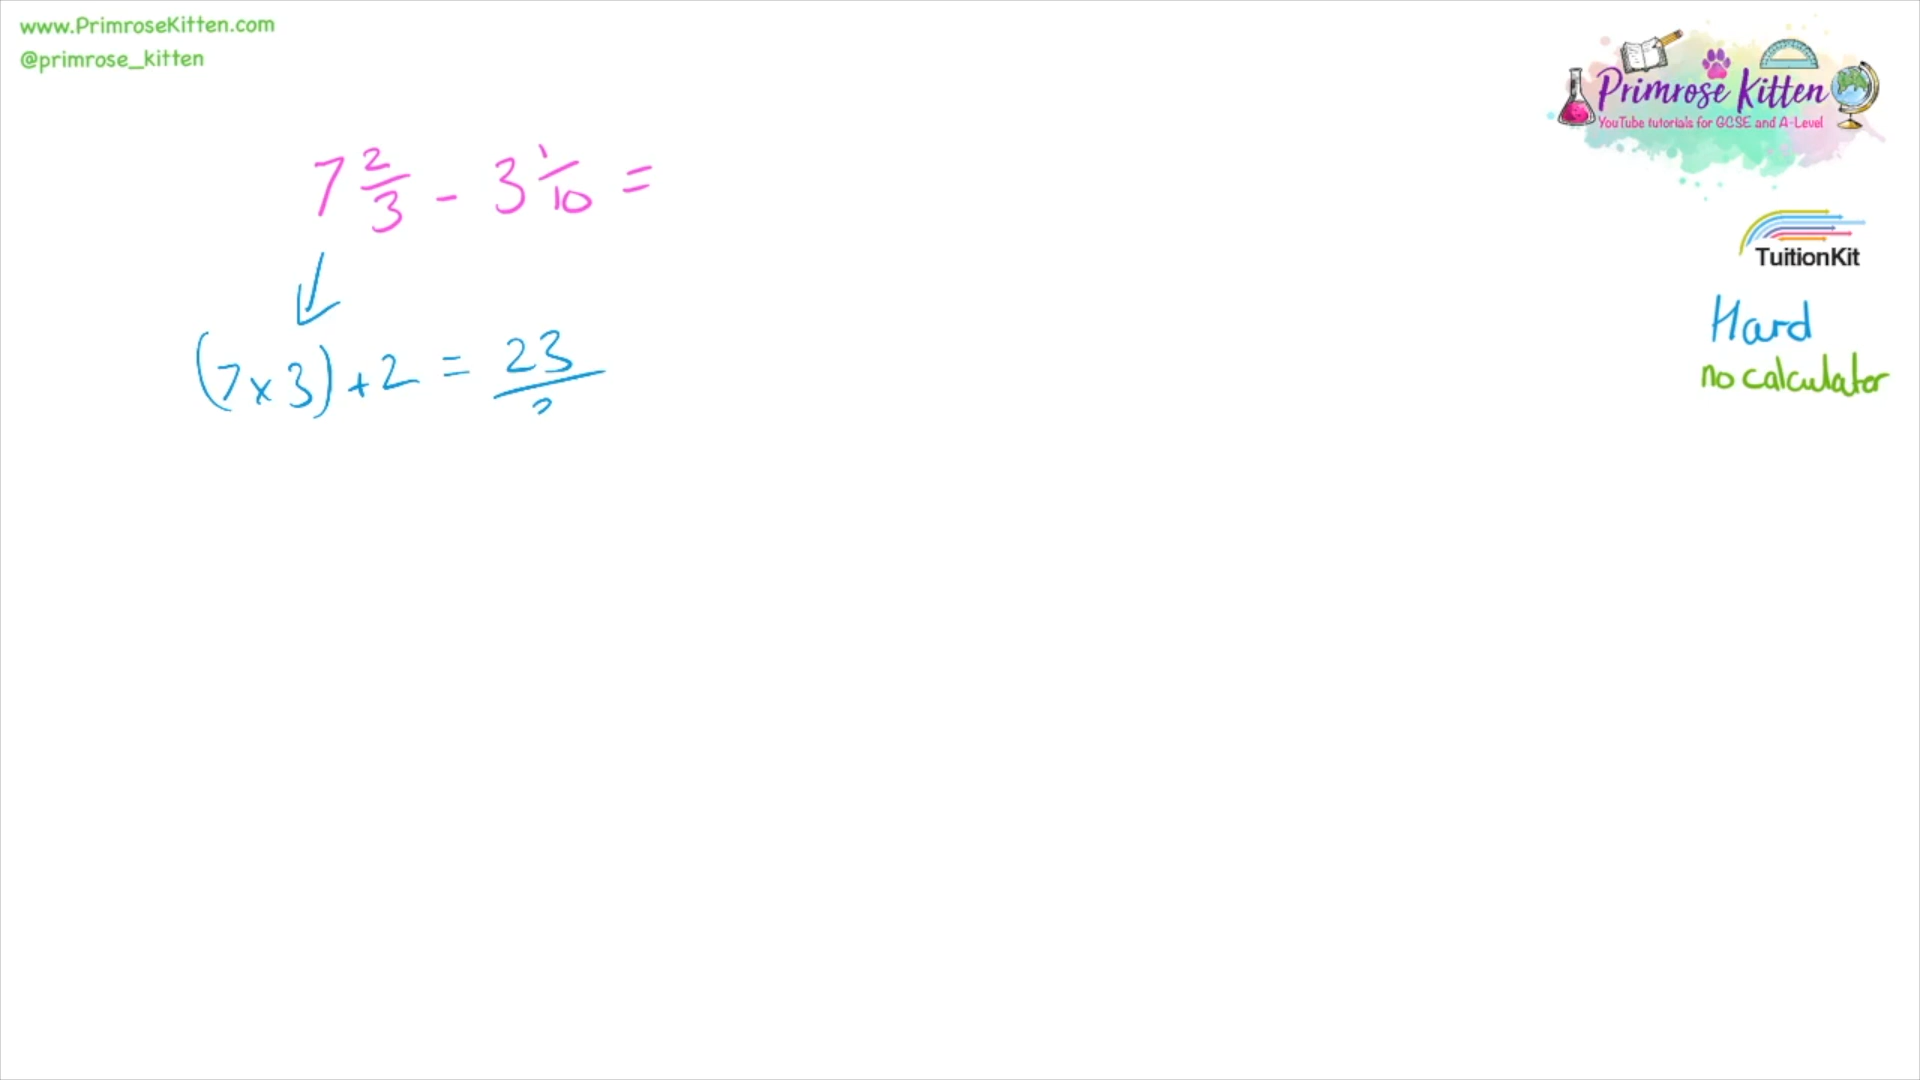 www.PrimroseKitten.com
@primrose_kitten
Primrose Kitten
YouTube tutorials for GCSE and A-Level
7 2/3 - 3 1/10 =
TuitionKit
Hard
no calculator
(7 x 3) + 2 = 23